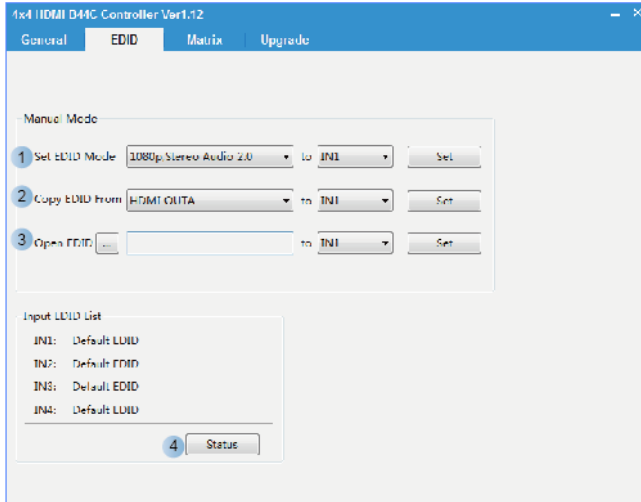 4x4 HDMI B44C Controller Ver1.12
General EDID Matrix Upgrade
Manual Mode
1 Set EDID Mode 1080p,Stereo Audio 2.0 to IN1 Set
2 Copy EDID From HDMI OUTA to IN1 Set
3 Open EDID ... to IN1 Set
Input EDID List
IN1: Default EDID
IN2: Default EDID
IN3: Default EDID
IN4: Default EDID
4 Status